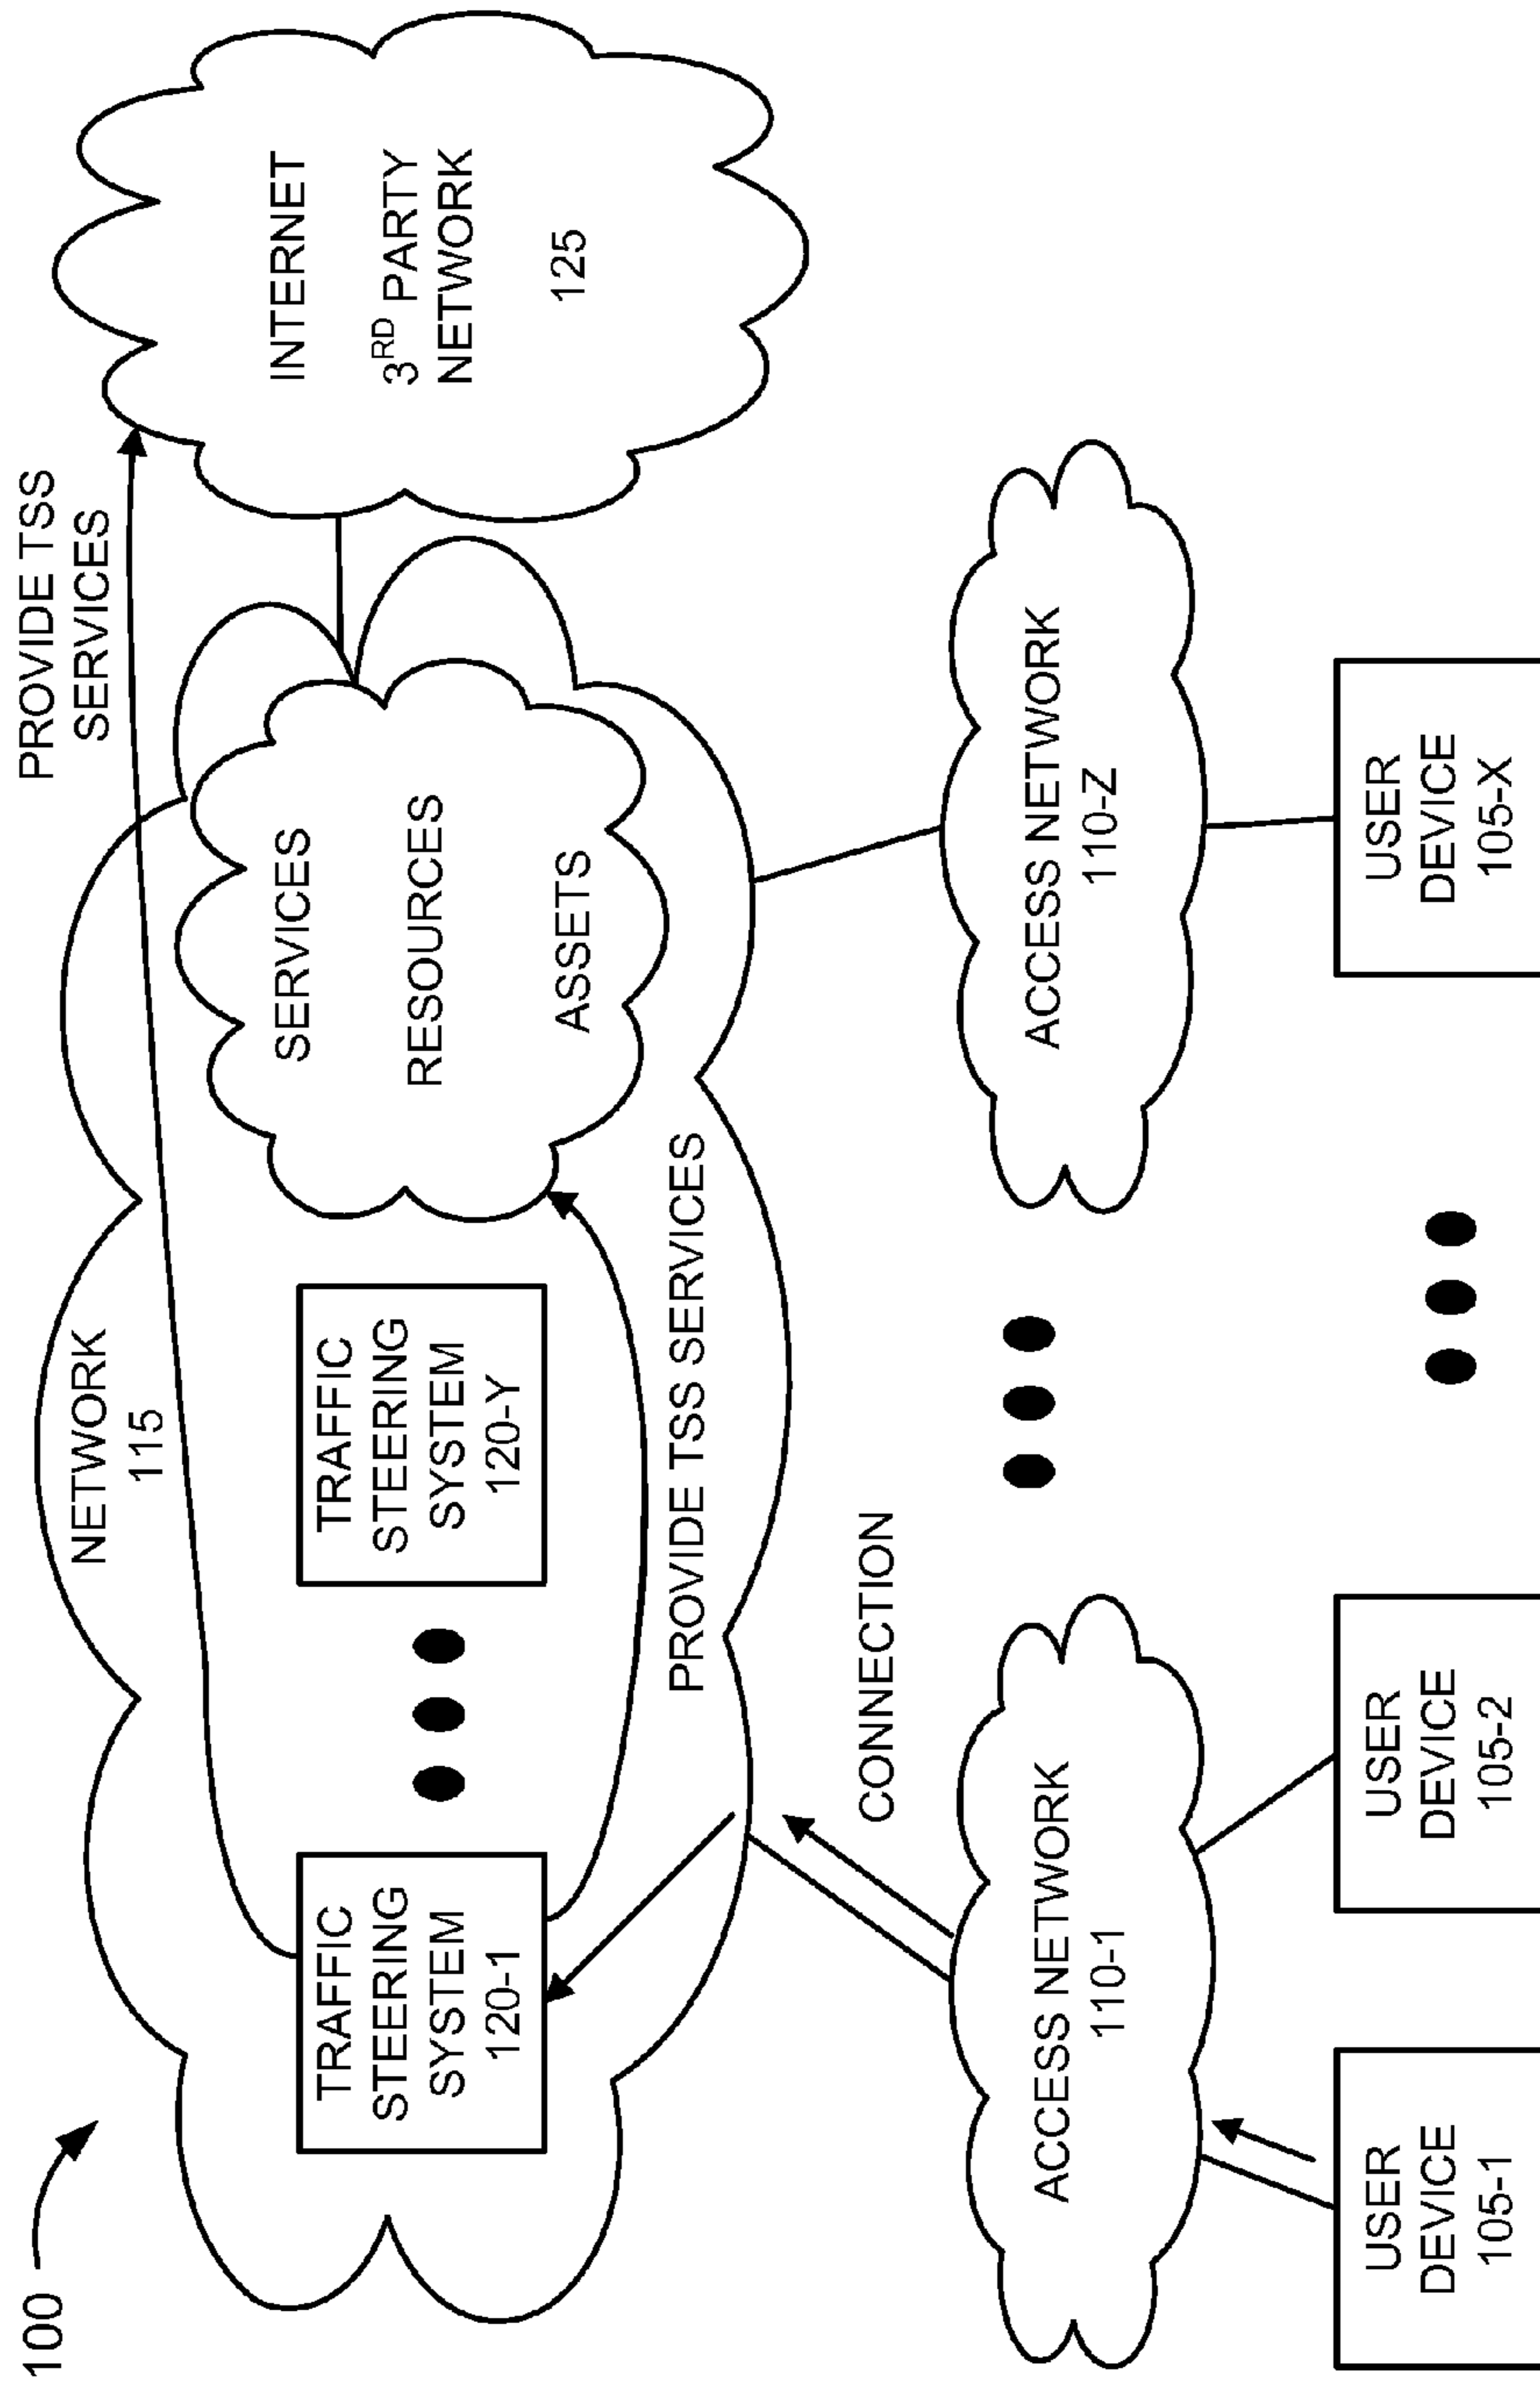 100
PROVIDE TSS
SERVICES
NETWORK
115
INTERNET
3RD PARTY
NETWORK
125
TRAFFIC
STEERING
SYSTEM
120-1
TRAFFIC
STEERING
SYSTEM
120-Y
SERVICES
RESOURCES
ASSETS
PROVIDE TSS SERVICES
CONNECTION
ACCESS NETWORK
110-1
ACCESS NETWORK
110-Z
USER
DEVICE
105-1
USER
DEVICE
105-2
USER
DEVICE
105-X